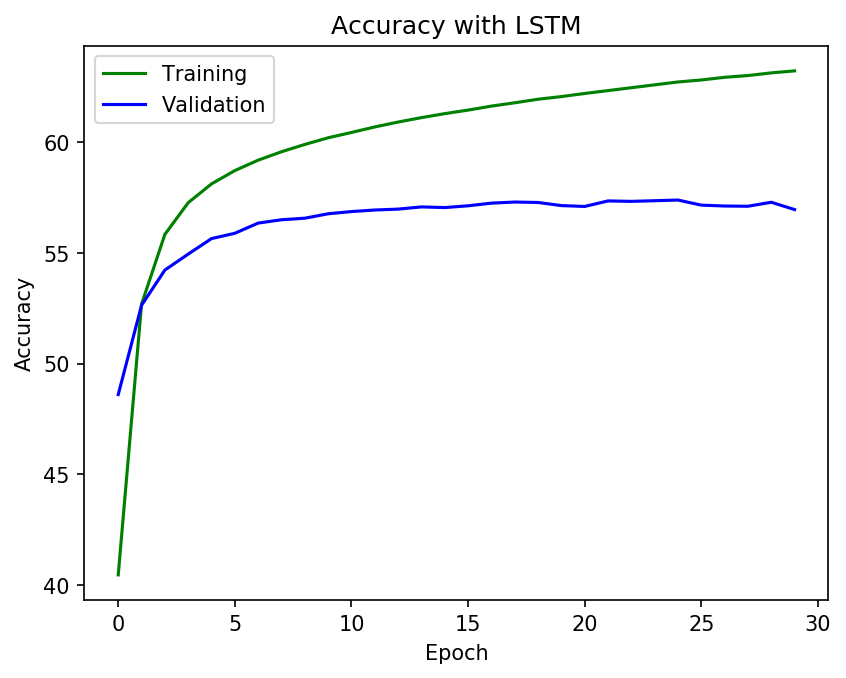 Accuracy with LSTM
Training
Validation
60
55
50
45
40
Accuracy
0 5 10 15 20 25 30
Epoch